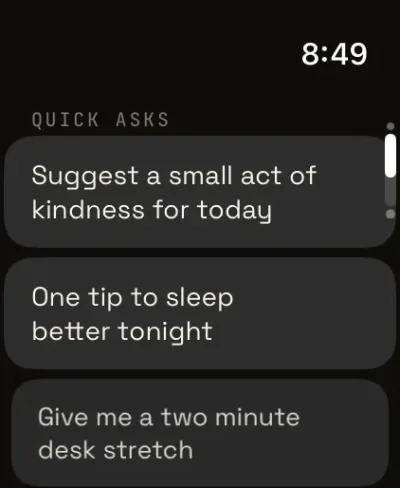 8:49
QUICK ASKS
Suggest a small act of
kindness for today
One tip to sleep
better tonight
Give me a two minute
desk stretch